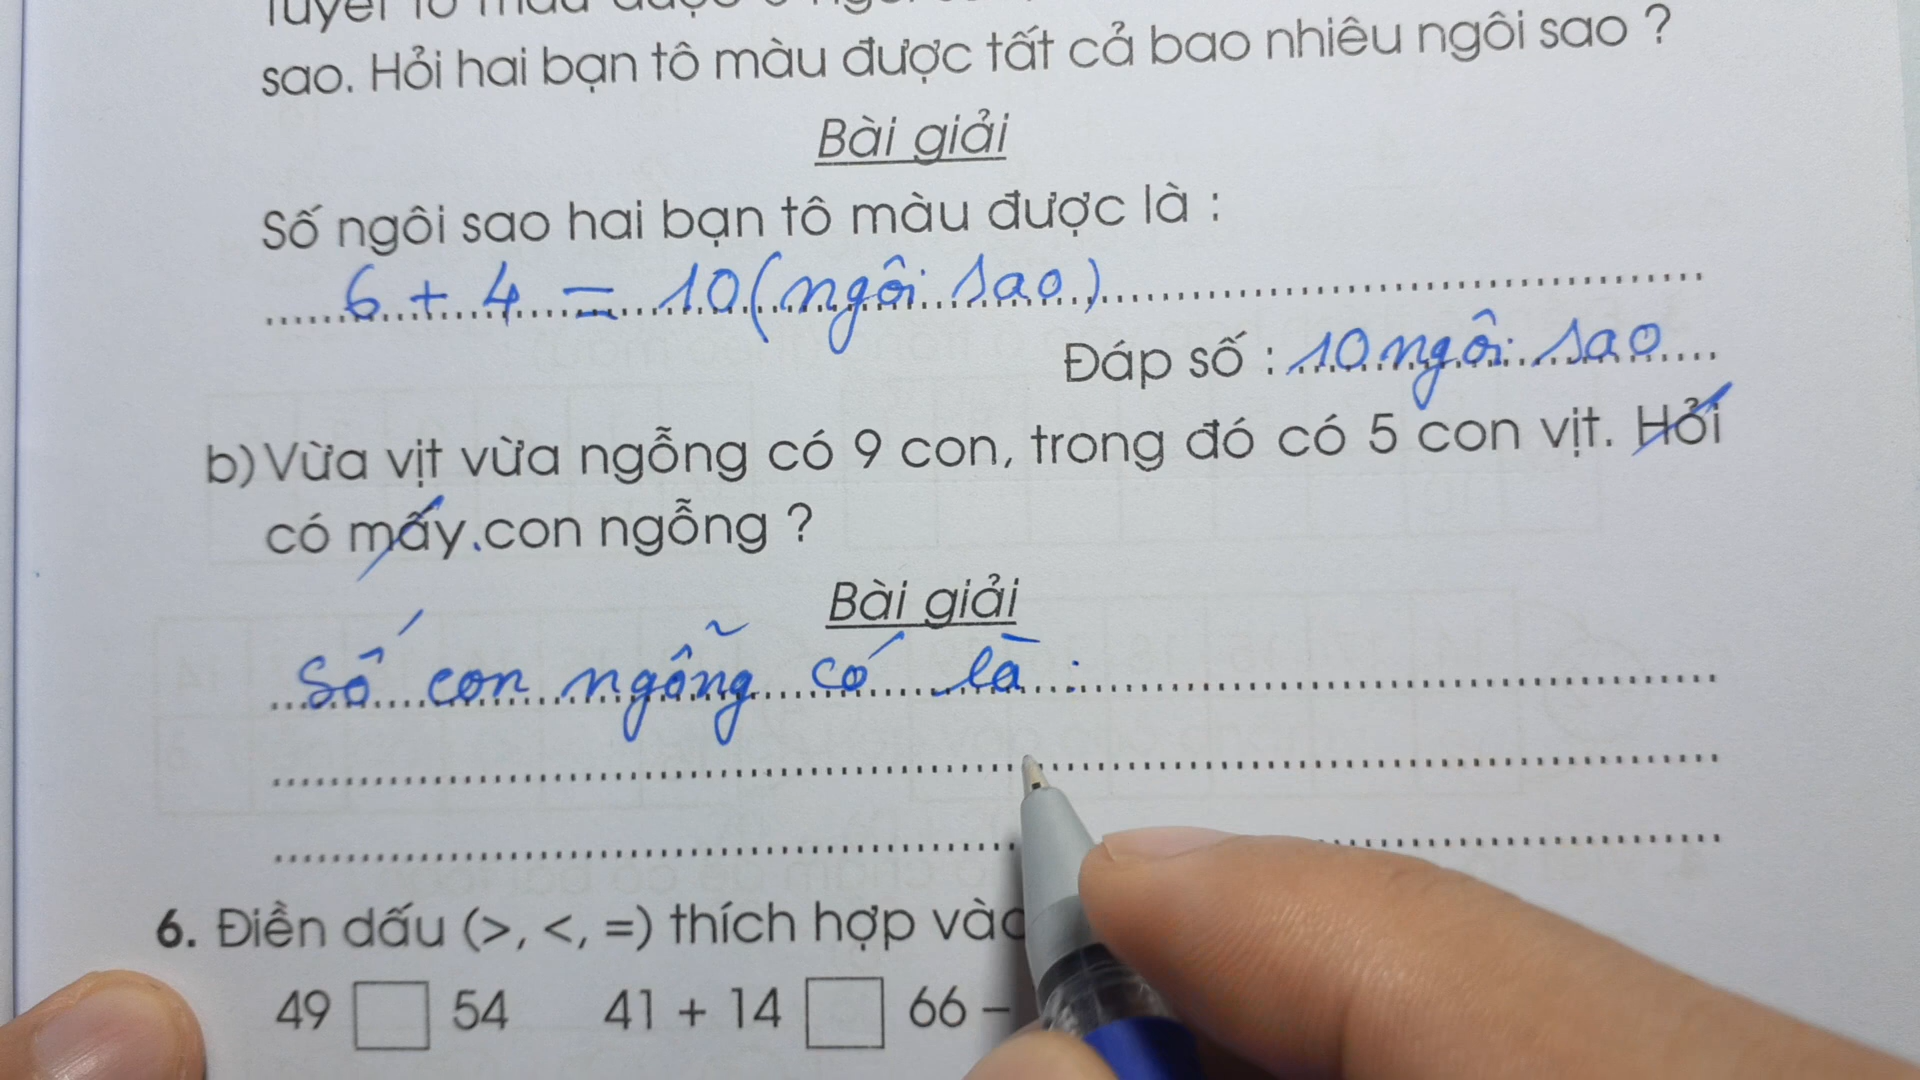 sao. Hỏi hai bạn tô màu được tất cả bao nhiêu ngôi sao ?
Bài giải
Số ngôi sao hai bạn tô màu được là :
6 + 4 = 10 (ngôi sao)
Đáp số : 10 ngôi sao
b) Vừa vịt vừa ngỗng có 9 con, trong đó có 5 con vịt. Hỏi
có mấy con ngỗng ?
Bài giải
Số con ngỗng có là :
6. Điền dấu (>, <, =) thích hợp
49 54 41 + 14 66 –